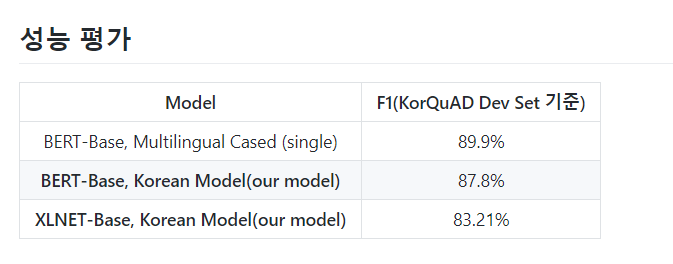 성능 평가
Model F1(KorQuAD Dev Set 기준)
BERT-Base, Multilingual Cased (single) 89.9%
BERT-Base, Korean Model(our model) 87.8%
XLNET-Base, Korean Model(our model) 83.21%